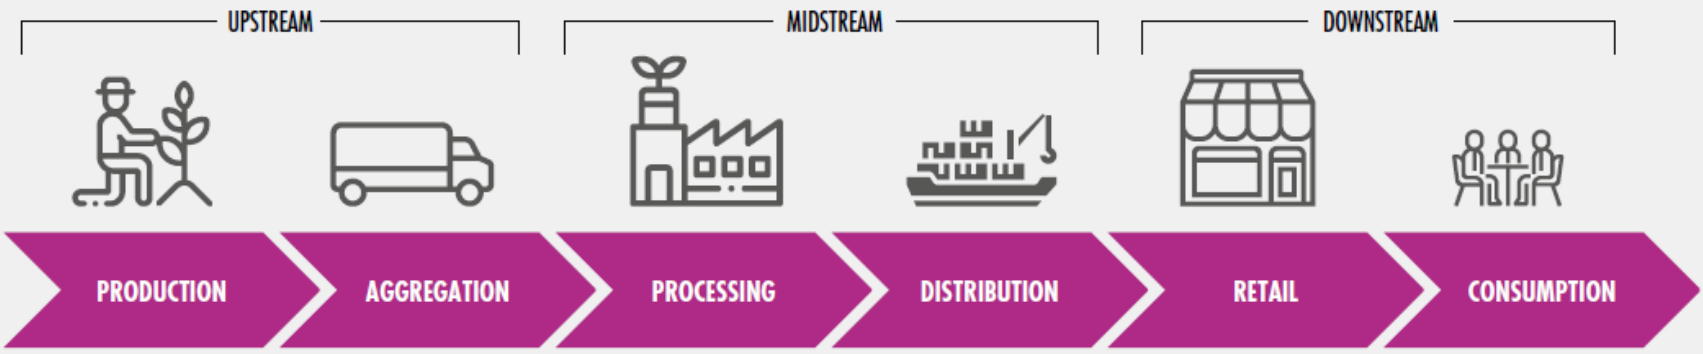 UPSTREAM
MIDSTREAM
DOWNSTREAM
PRODUCTION
AGGREGATION
PROCESSING
DISTRIBUTION
RETAIL
CONSUMPTION